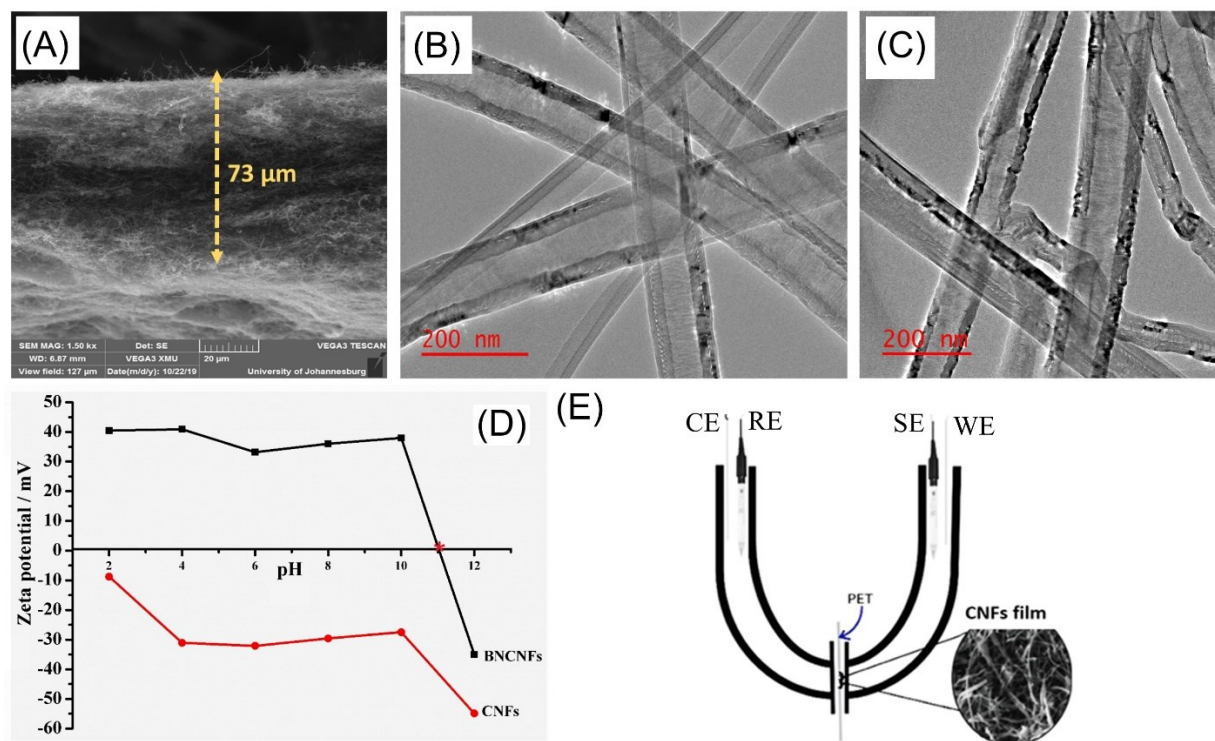 (A)
73 µm
SEM MAG: 1.50 kx
Det: SE
VEGA3 TESCAN
WD: 6.87 mm
VEGA3 XMU
20 µm
View field: 127 µm
Date(m/d/y): 10/22/19
University of Johannesburg
(B)
200 nm
(C)
200 nm
(D)
Zeta potential / mV
50
40
30
20
10
0
-10
-20
-30
-40
-50
-60
2
4
6
8
10
12
pH
BNCNFs
CNFs
(E)
CE
RE
SE
WE
PET
CNFs film